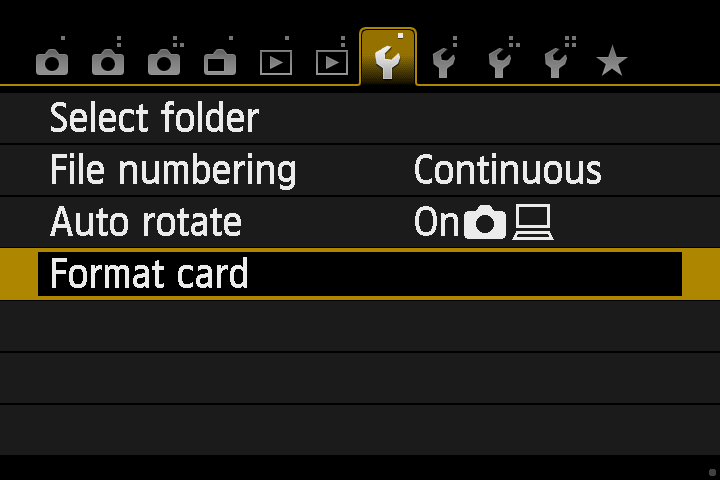 Select folder
File numbering Continuous
Auto rotate On
Format card